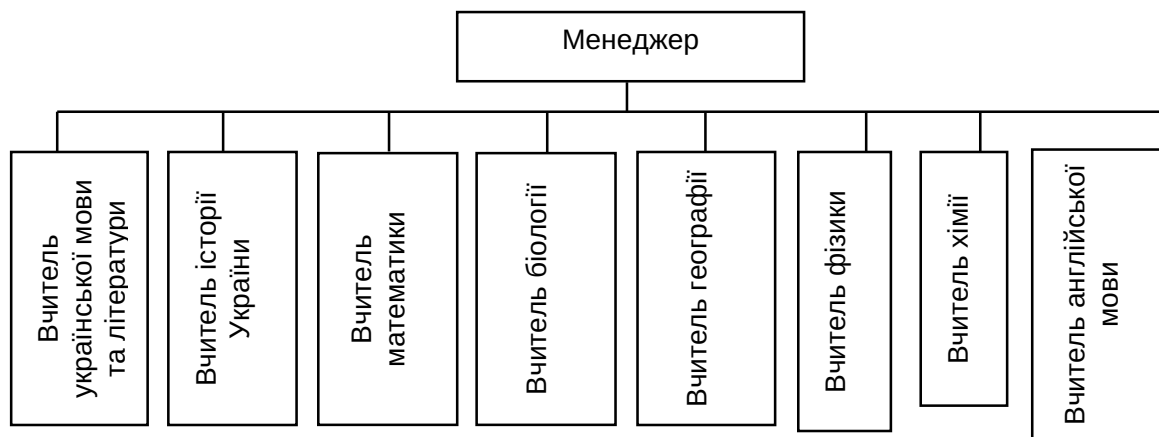 Менеджер
Вчитель
української мови
та літератури
Вчитель історії
України
Вчитель
математики
Вчитель біології
Вчитель географії
Вчитель фізики
Вчитель хімії
Вчитель англійської
мови